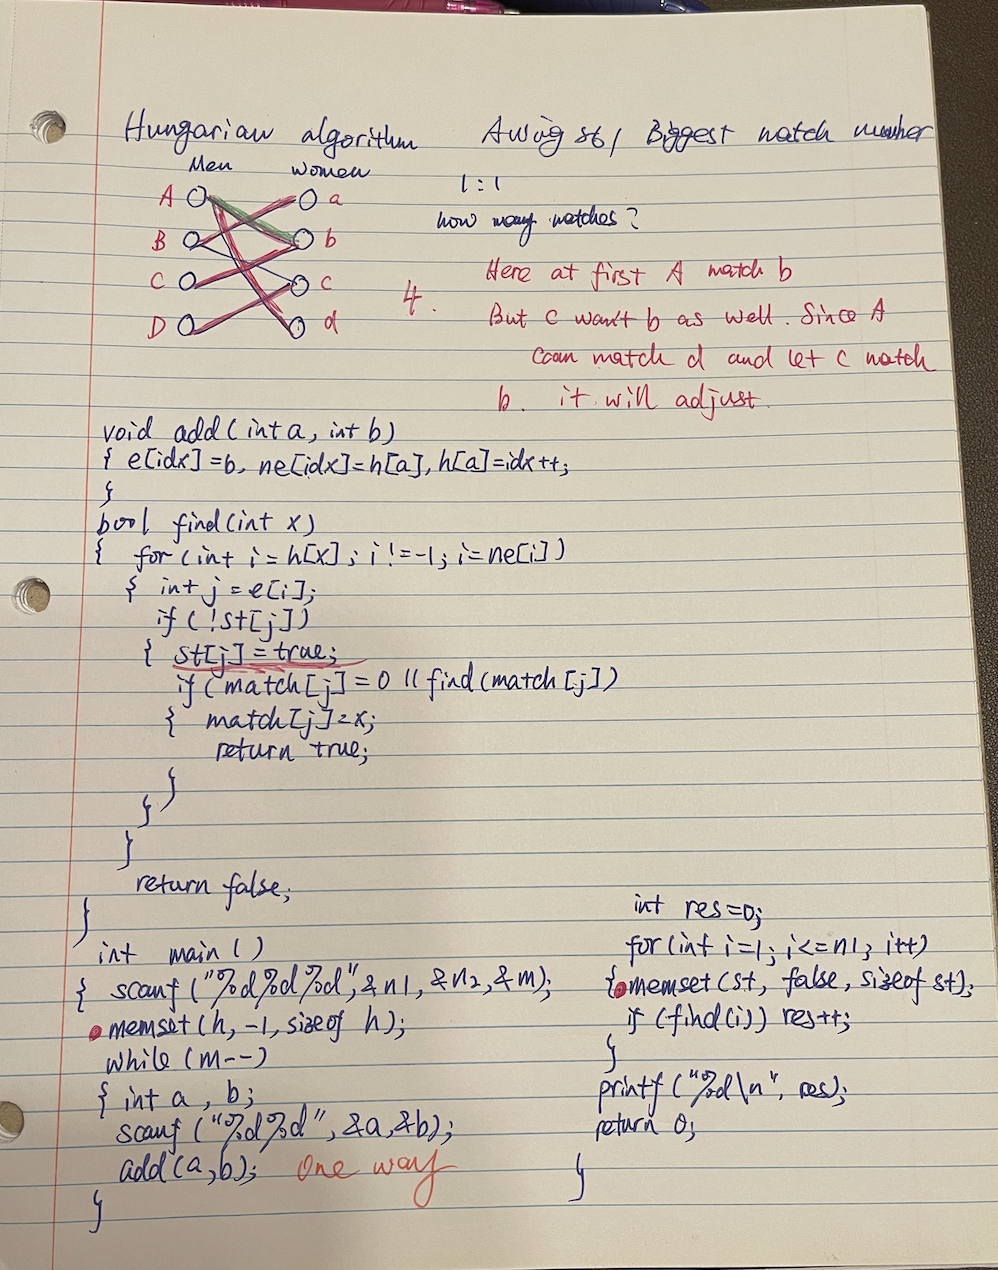 Hungarian algorithm  Biggest match number
Men  women
1:1
how many matches?
A  a
B  b
C  c
D  d
4.
Here at first A match b
But C want b as well. Since A
Ccan match d and let C match
b. it will adjust.
void add(int a, int b)
{ e[idx]=b, ne[idx]=h[a], h[a]=idx++;
}
bool find(int x)
{ for(int i=h[x]; i!=-1; i=ne[i])
{ int j=e[i];
if(!st[j])
{ st[j]=true;
if(match[j]=0 || find(match[j])
{ match[j]=x;
return true;
}
}
}
return false;
}
int main()
{ scanf("%d%d%d",&n1,&n2,&m);
memset(h,-1,sizeof h);
while(m--)
{ int a, b;
scanf("%d%d",&a,&b);
add(a,b);  one way
}
int res=0;
for(int i=1; i<=n1; i++)
{ memset(st, false, sizeof st);
if(find(i)) res++;
}
printf("%d\n", res);
return 0;
}